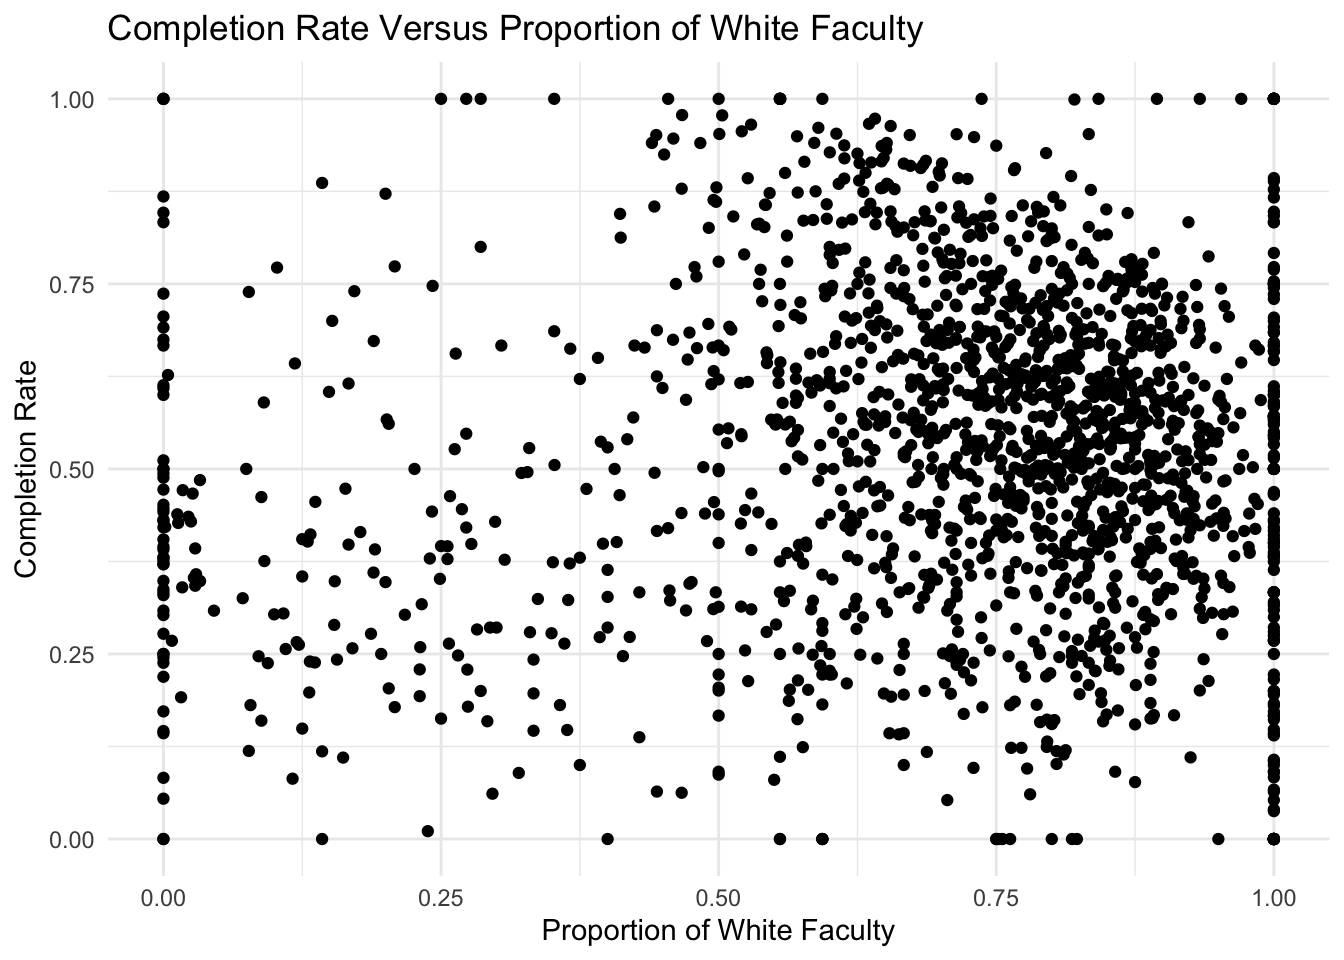 Completion Rate Versus Proportion of White Faculty
1.00
0.75
0.50
0.25
0.00
Completion Rate
0.00 0.25 0.50 0.75 1.00
Proportion of White Faculty